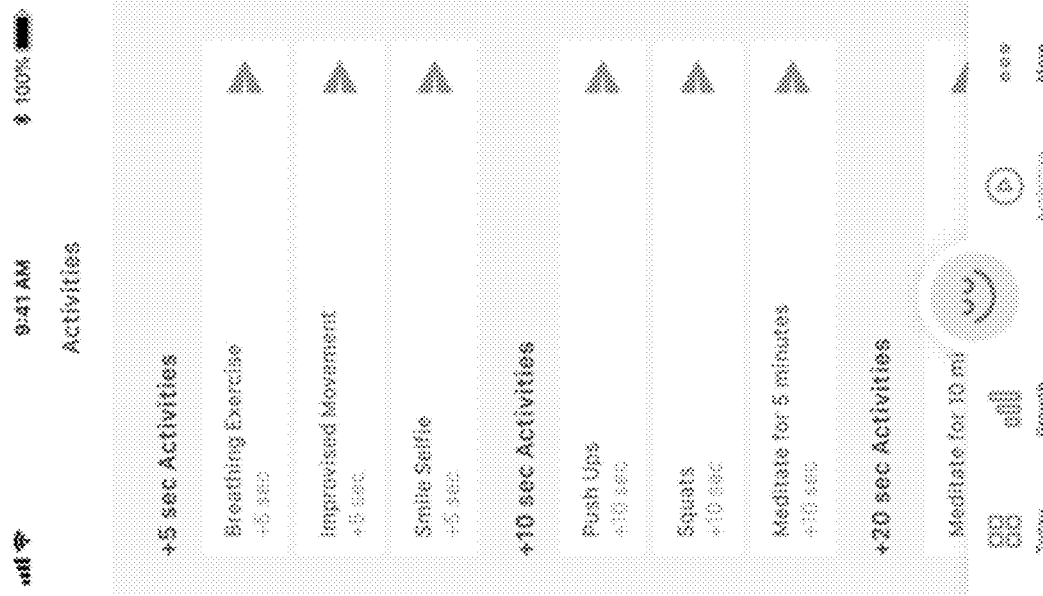 9:41 AM
100%
Activities
+5 sec Activities
Breathing Exercise
+5 sec
Improvised Movement
+5 sec
Smile Selfie
+5 sec
+10 sec Activities
Push Ups
+10 sec
Squats
+10 sec
Meditate for 5 minutes
+10 sec
+20 sec Activities
Meditate for 10 mi